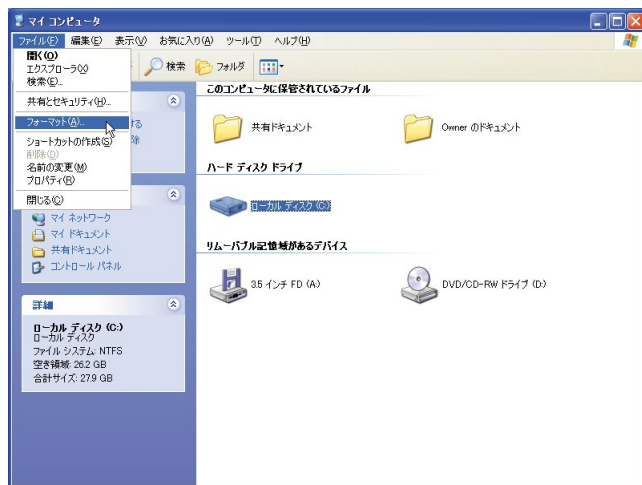 マイ コンピュータ
ファイル(F) 編集(E) 表示(V) お気に入り(A) ツール(T) ヘルプ(H)
開く(O)
エクスプローラ(X)
検索(E)...
共有とセキュリティ(H)...
フォーマット(A)...
ショートカットの作成(S)
削除(D)
名前の変更(M)
プロパティ(R)
閉じる(C)
検索 フォルダ
する
除
マイ ネットワーク
マイ ドキュメント
共有ドキュメント
コントロール パネル
詳細
ローカル ディスク (C:)
ローカル ディスク
ファイル システム: NTFS
空き領域: 26.2 GB
合計サイズ: 27.9 GB
このコンピュータに保管されているファイル
共有ドキュメント
Owner のドキュメント
ハード ディスク ドライブ
ローカル ディスク (C:)
リムーバブル記憶域があるデバイス
3.5 インチ FD (A:)
DVD/CD-RW ドライブ (D:)